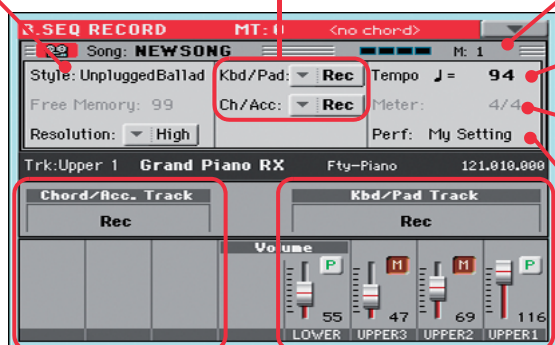 B.SEQ RECORD MT: 0 <no chord>
Song: NEWSONG M: 1
Style: UnpluggedBallad Kbd/Pad: Rec Tempo ♩ = 94
Free Memory: 99 Ch/Acc: Rec Meter: 4/4
Resolution: High Perf: My Setting
Trk:Upper 1 Grand Piano RX Fty-Piano 121.010.000
Chord/Acc. Track Kbd/Pad Track
Rec Rec
Volume
P M M P
55 47 69 116
LOWER UPPER3 UPPER2 UPPER1